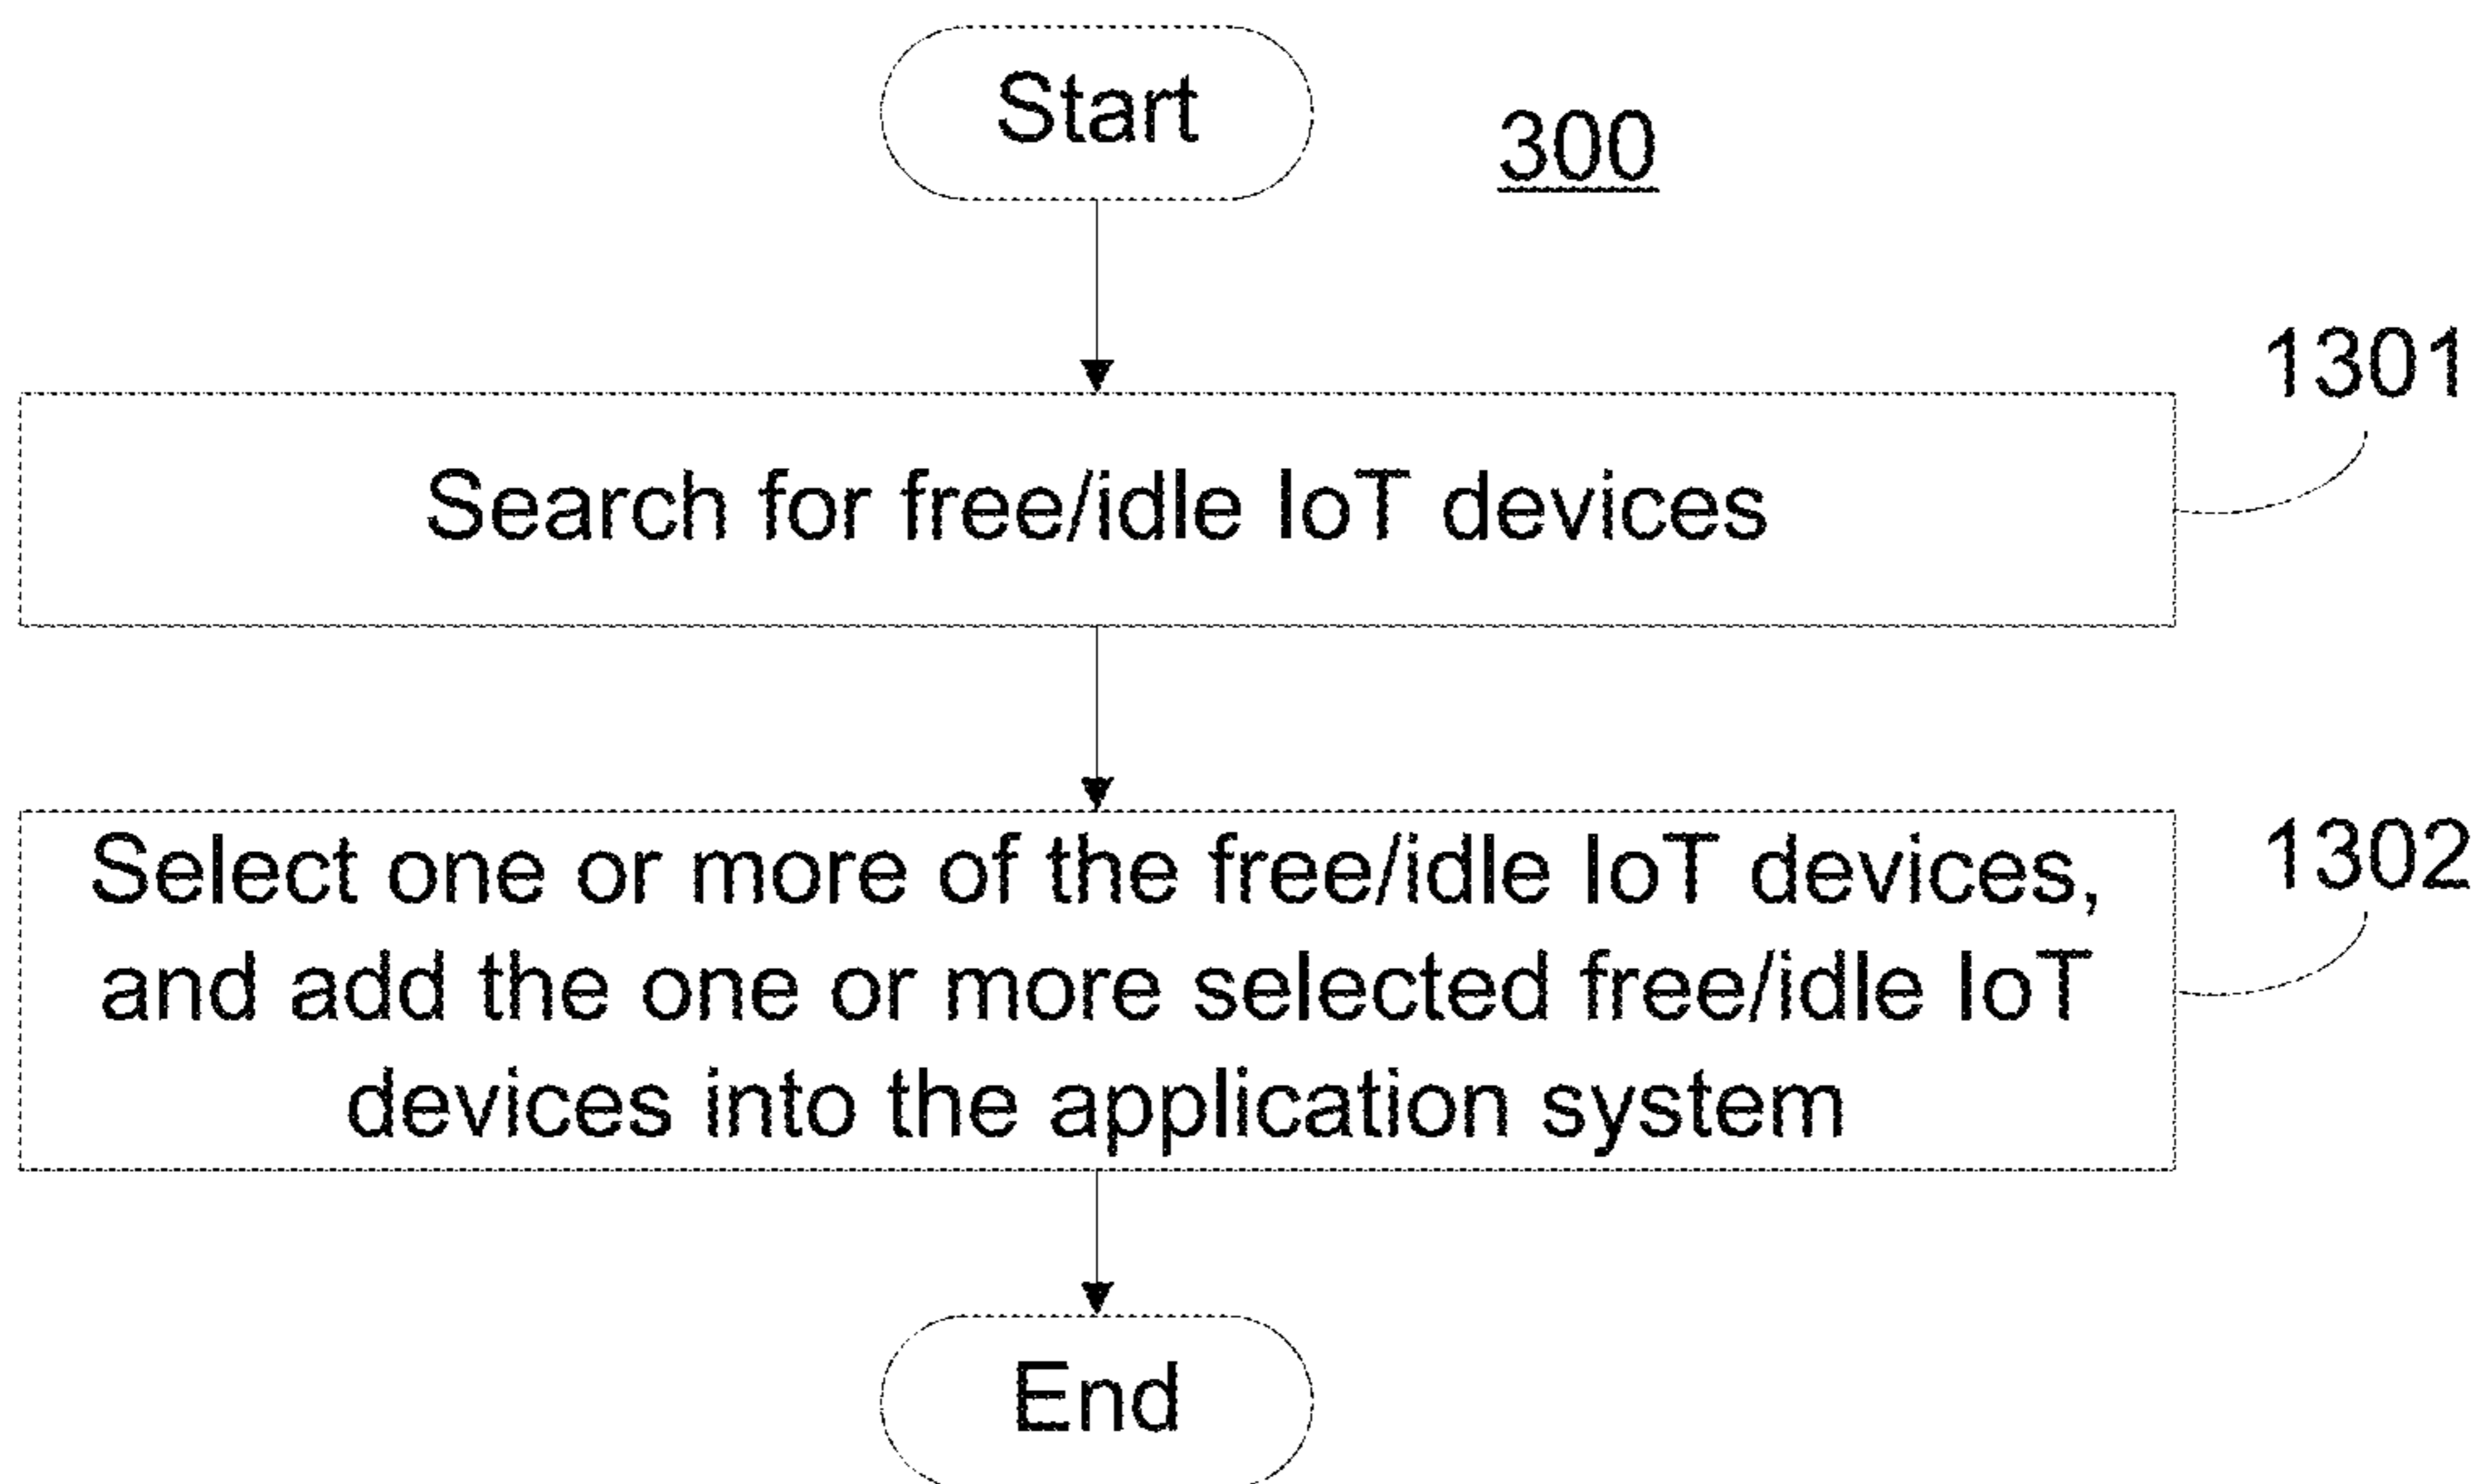 Start
300
1301
Search for free/idle IoT devices
1302
Select one or more of the free/idle IoT devices,
and add the one or more selected free/idle IoT
devices into the application system
End